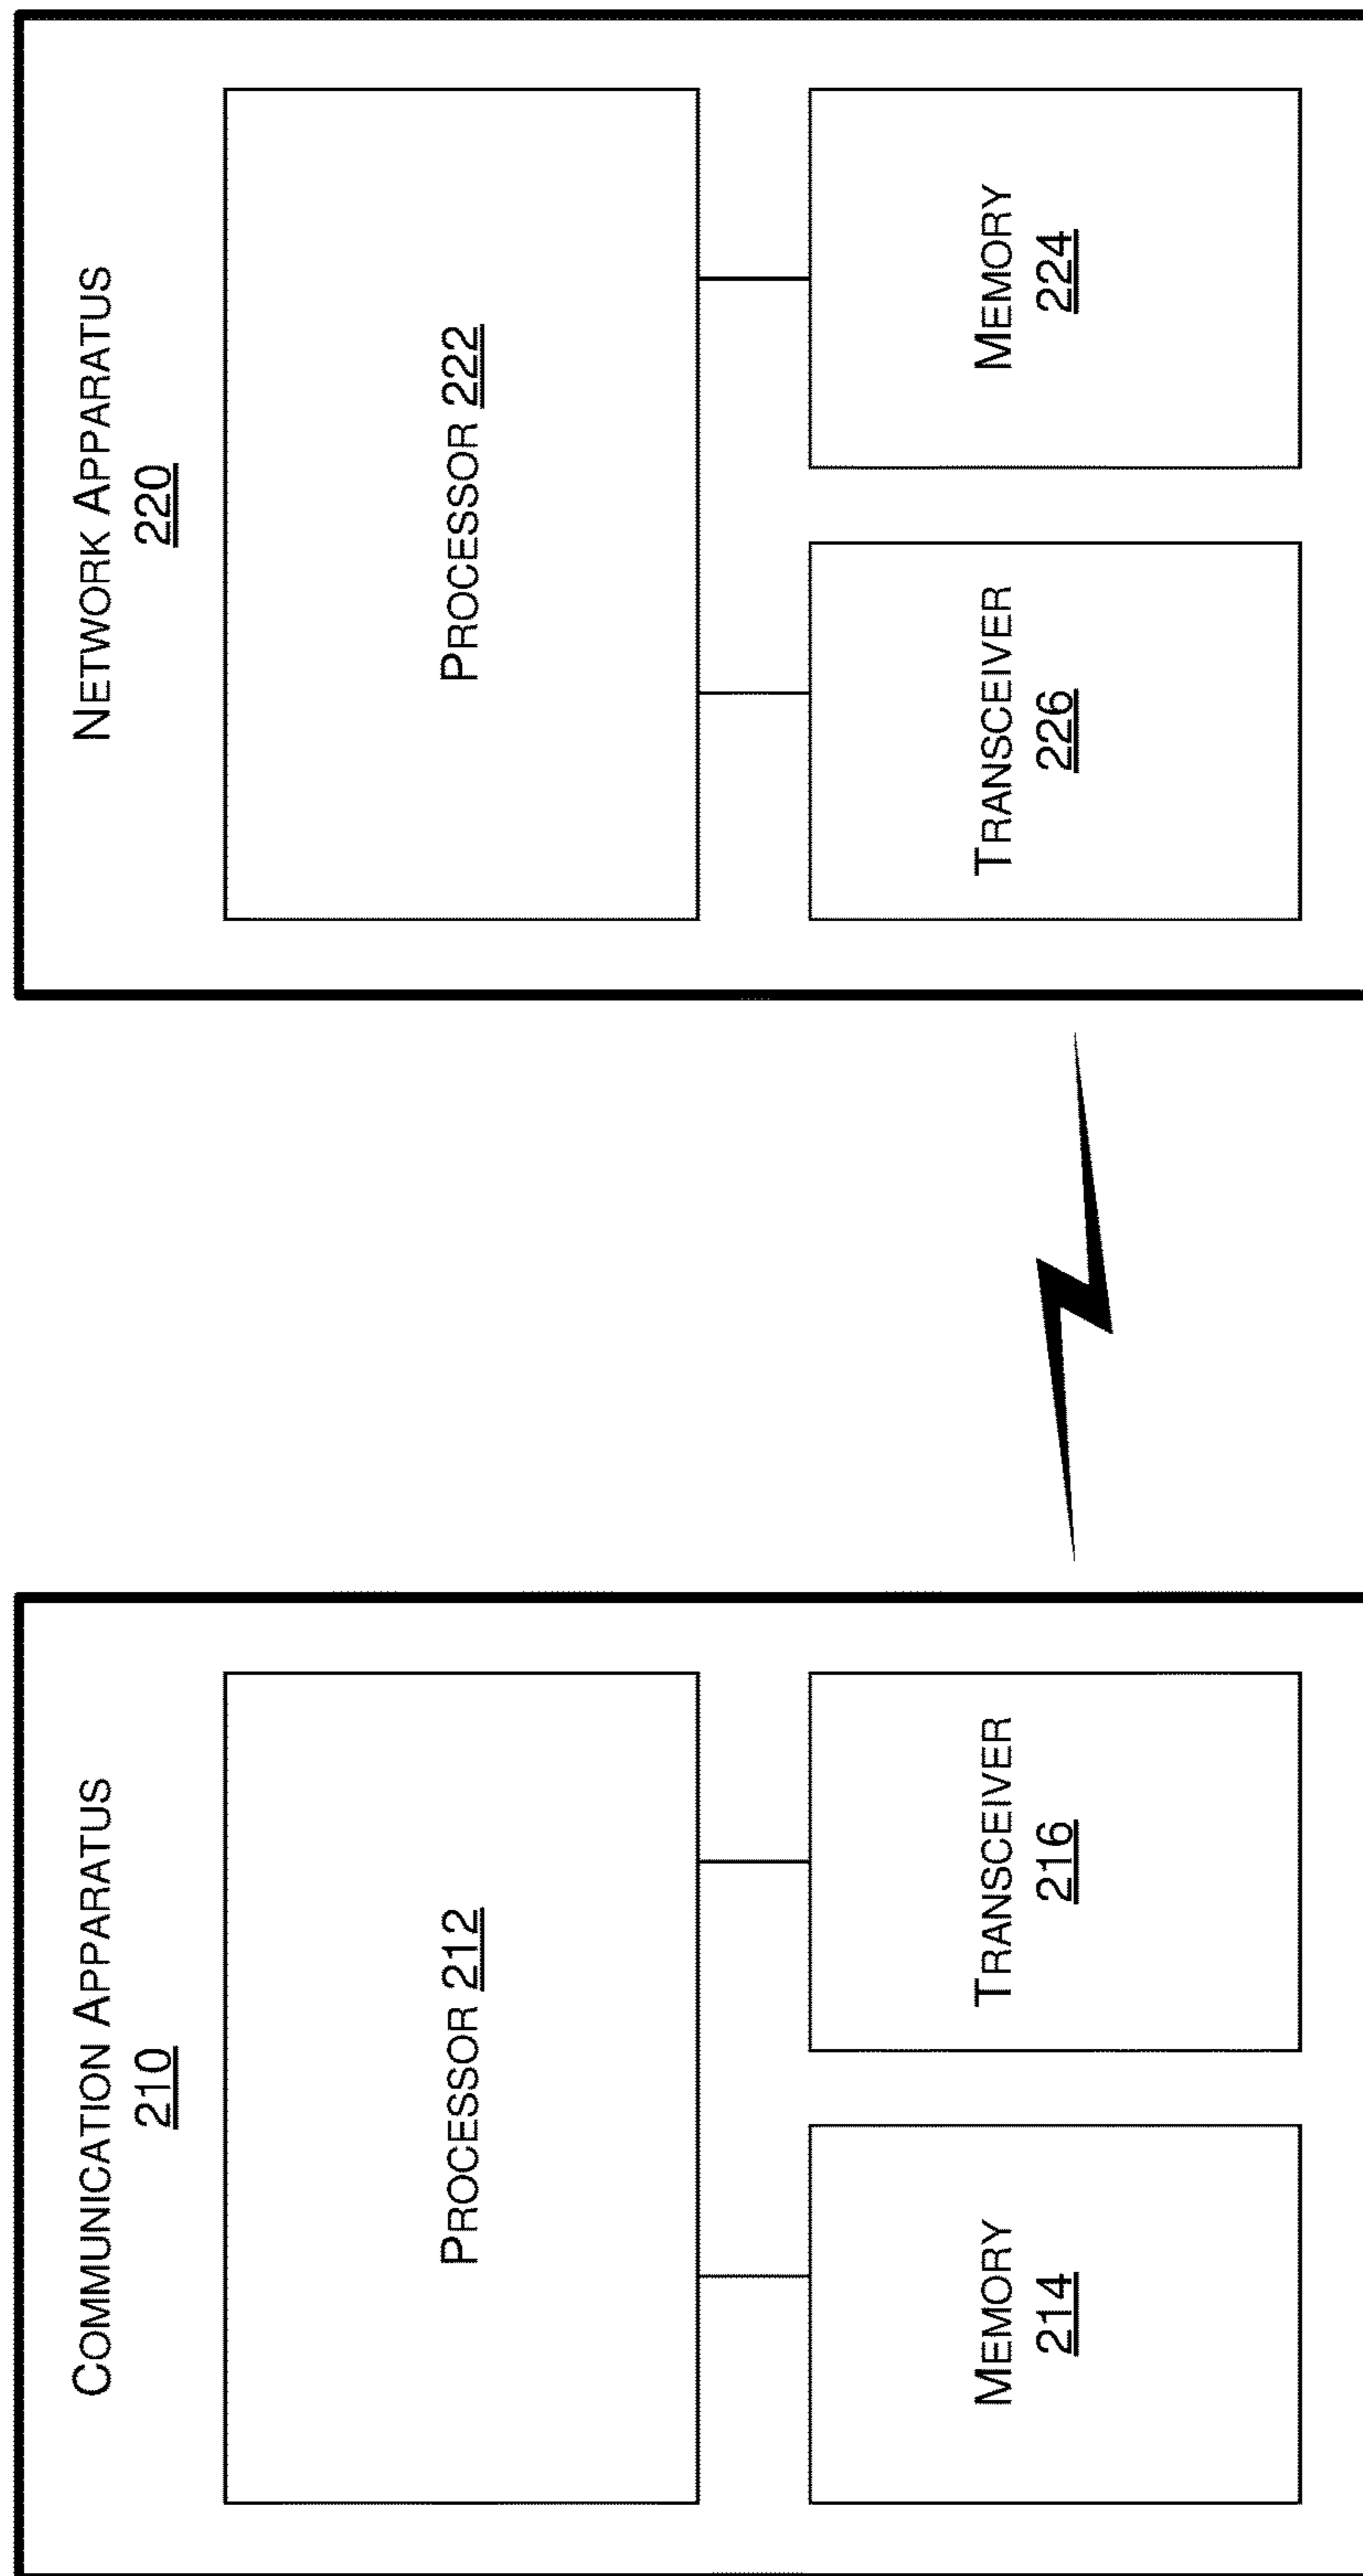 COMMUNICATION APPARATUS
210
PROCESSOR 212
MEMORY
214
TRANSCEIVER
216
NETWORK APPARATUS
220
PROCESSOR 222
TRANSCEIVER
226
MEMORY
224